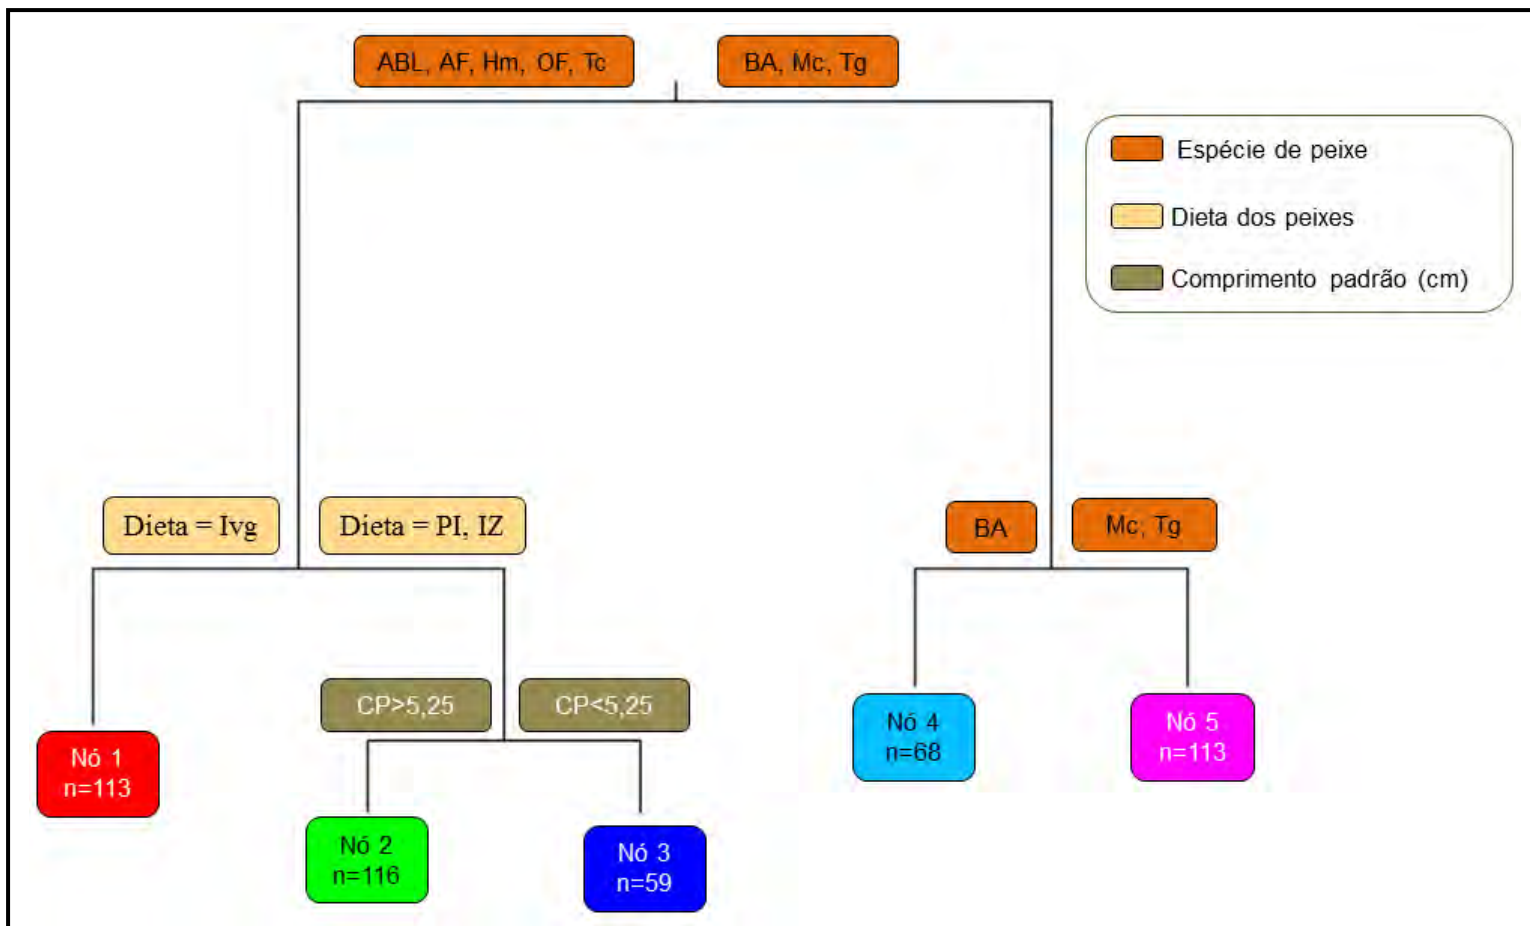 ABL, AF, Hm, OF, Tc
BA, Mc, Tg
Espécie de peixe
Dieta dos peixes
Comprimento padrão (cm)
Dieta = Ivg
Dieta = PI, IZ
BA
Mc, Tg
CP>5,25
CP<5,25
Nó 1
n=113
Nó 2
n=116
Nó 3
n=59
Nó 4
n=68
Nó 5
n=113